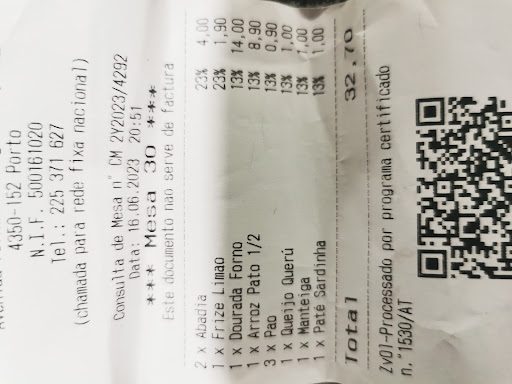 4350-152 Porto
N.I.F. 500161020
Tel.: 225 371 627
(chamada para rede fixa nacional)
Consulta de Mesa n° CM 2Y2023/4292
Data: 16.06.2023 20:51
*** Mesa 30 ***
Este documento nao serve de factura
2 x Abadia 23% 4,00
1 x Frize Limao 23% 1,90
1 x Dourada Forno 13% 14,00
1 x Arroz Pato 1/2 13% 8,90
3 x Pao 13% 0,90
1 x Queijo Querú 13% 1,00
1 x Manteiga 13% 1,00
1 x Paté Sardinha 13% 1,00
Total 32,70
ZvO1-Processado por programa certificado
n.°1530/AT